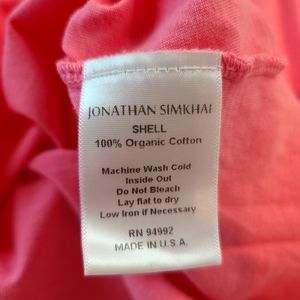 JONATHAN SIMKHAI
SHELL
100% Organic Cotton
Machine Wash Cold
Inside Out
Do Not Bleach
Lay flat to dry
Low Iron if Necessary
RN 94992
MADE IN U.S.A.